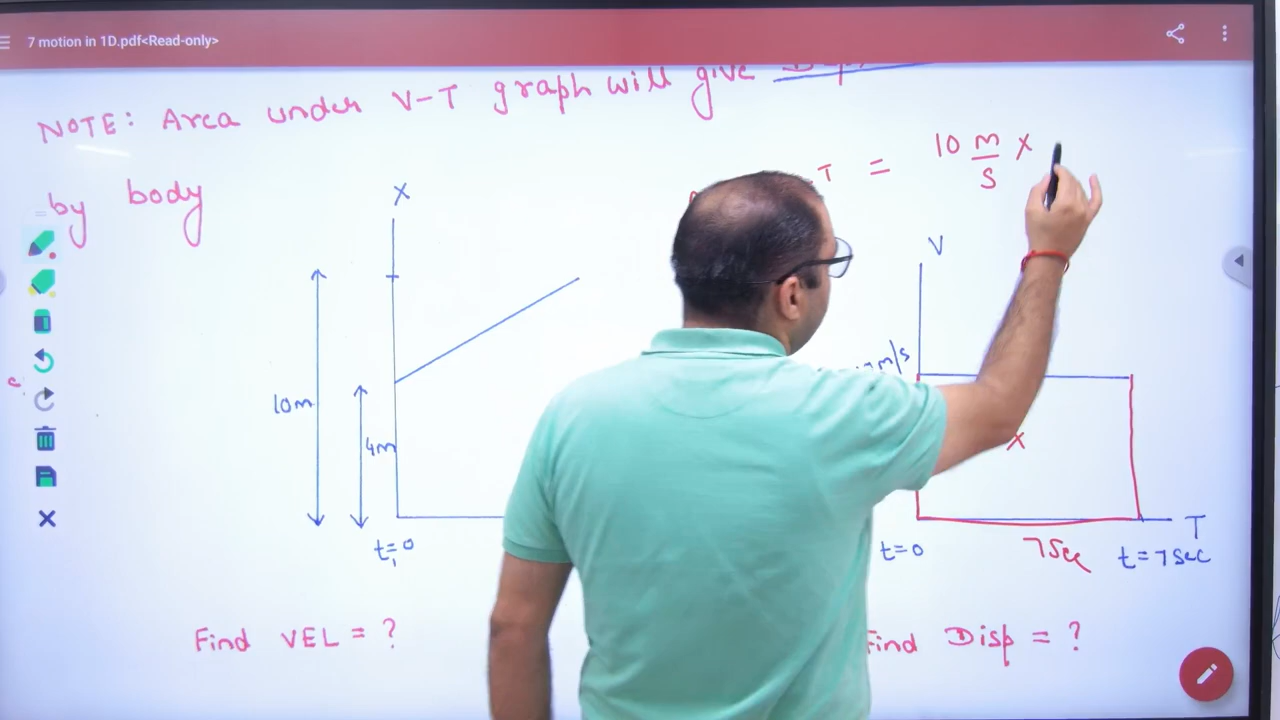 7 motion in 1D.pdf<Read-only>
NOTE: Area under V-T graph will give
by body
T = 10 m/s X
X
V
10m
4m
m/s
X
t=0
t=0
7Sec
T
t=7sec
Find VEL = ?
Find Disp = ?